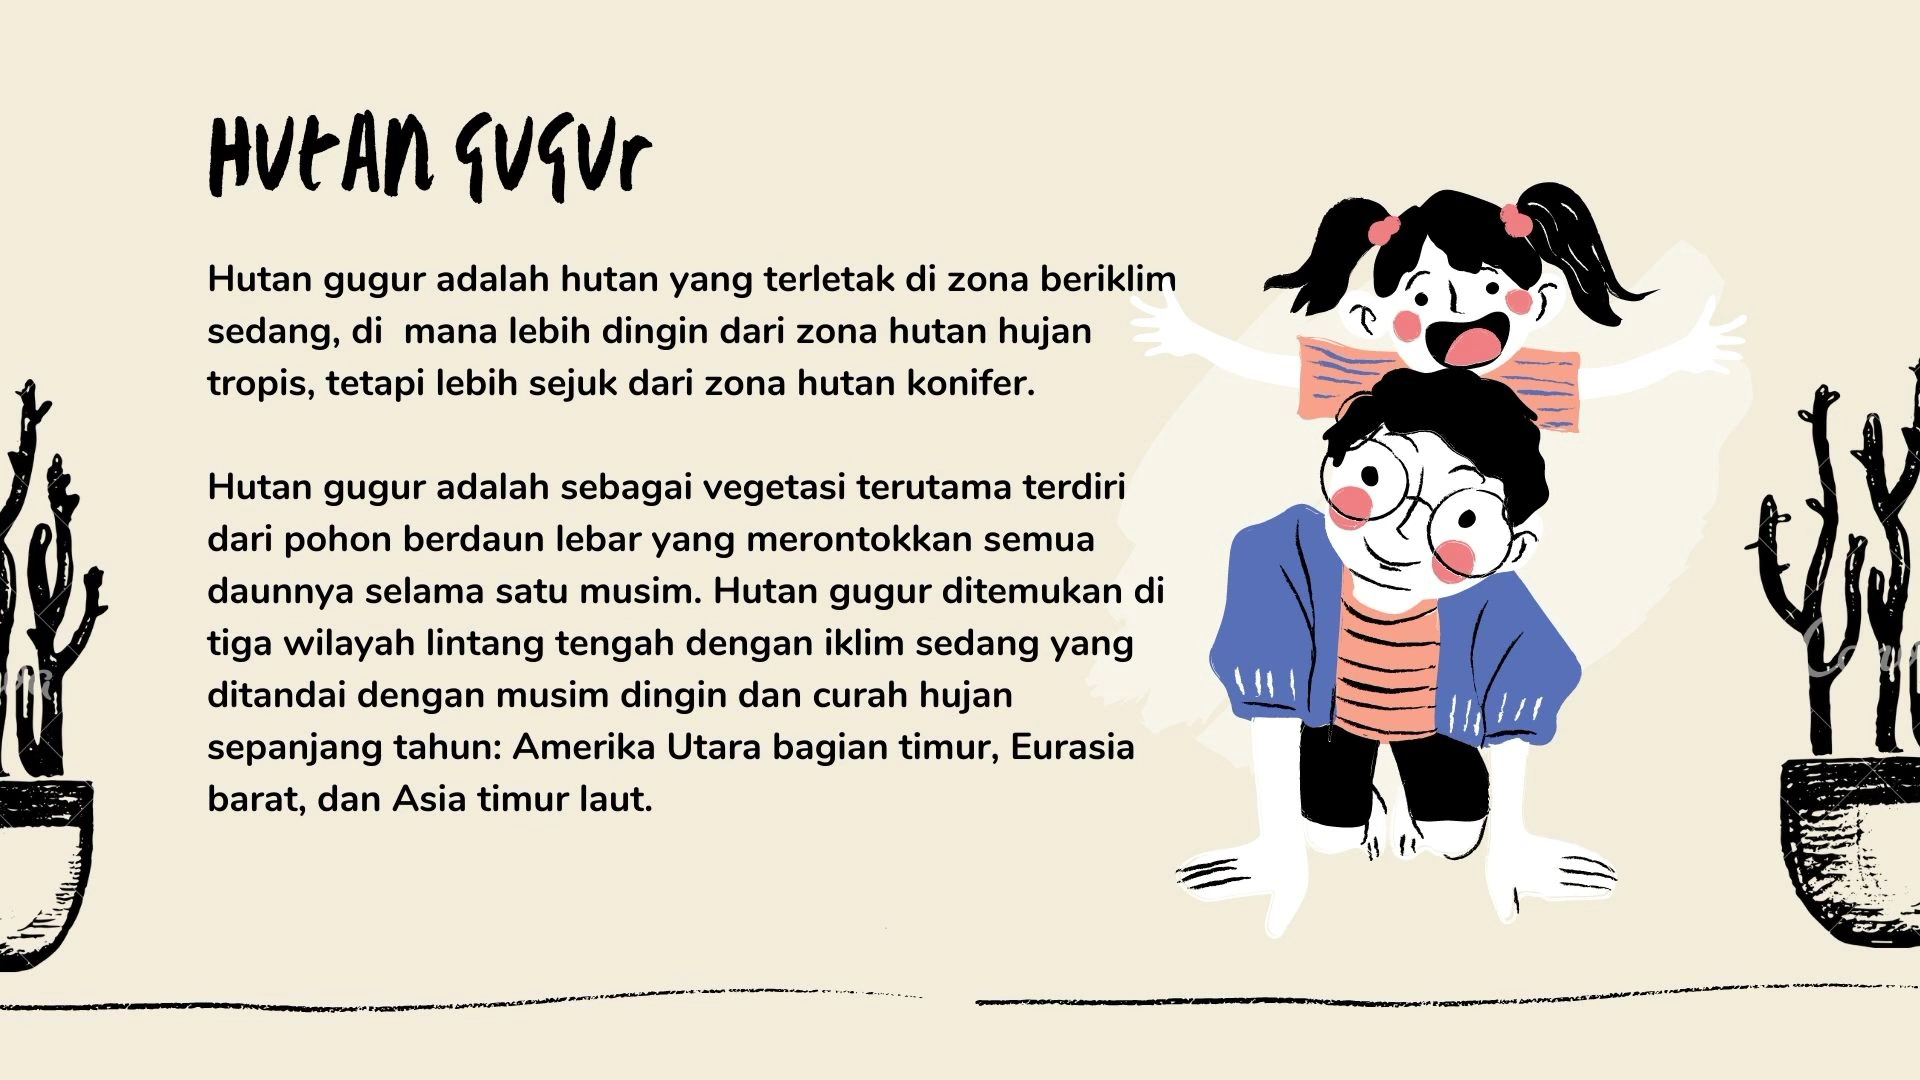 Hutan Gugur
Hutan gugur adalah hutan yang terletak di zona beriklim
sedang, di  mana lebih dingin dari zona hutan hujan
tropis, tetapi lebih sejuk dari zona hutan konifer.
Hutan gugur adalah sebagai vegetasi terutama terdiri
dari pohon berdaun lebar yang merontokkan semua
daunnya selama satu musim. Hutan gugur ditemukan di
tiga wilayah lintang tengah dengan iklim sedang yang
ditandai dengan musim dingin dan curah hujan
sepanjang tahun: Amerika Utara bagian timur, Eurasia
barat, dan Asia timur laut.